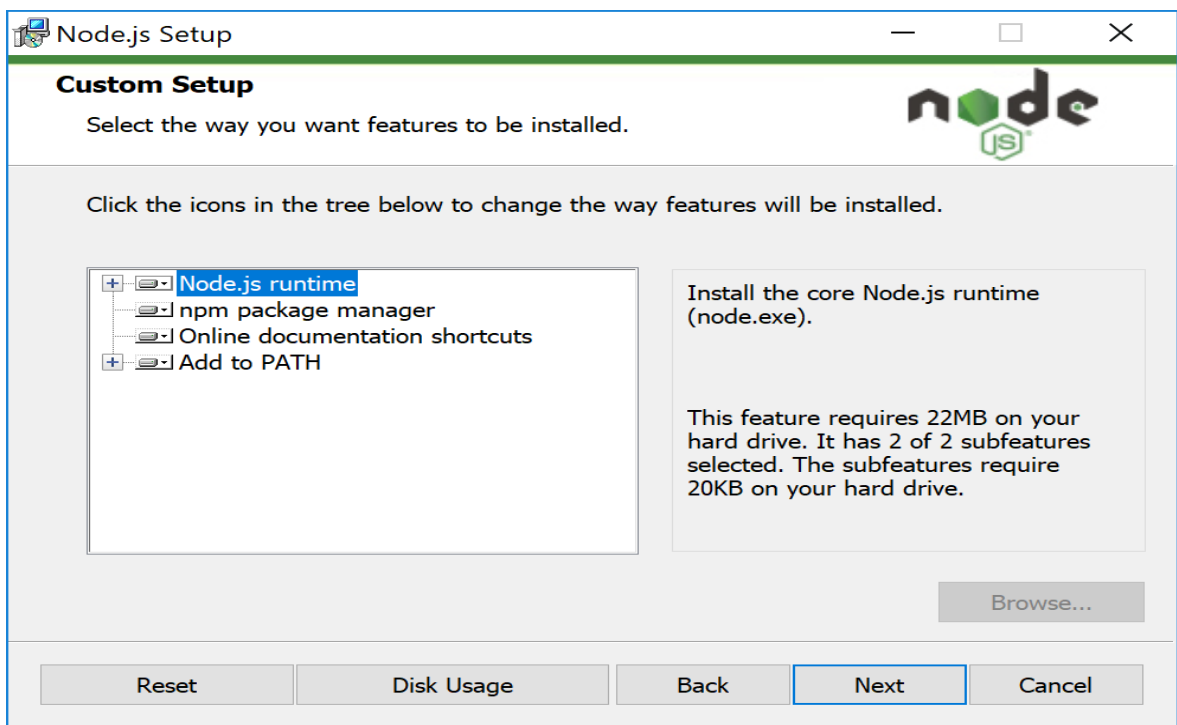 Node.js Setup
Custom Setup
Select the way you want features to be installed.
node
JS
Click the icons in the tree below to change the way features will be installed.
Node.js runtime
npm package manager
Online documentation shortcuts
Add to PATH
Install the core Node.js runtime
(node.exe).
This feature requires 22MB on your
hard drive. It has 2 of 2 subfeatures
selected. The subfeatures require
20KB on your hard drive.
Browse...
Reset
Disk Usage
Back
Next
Cancel